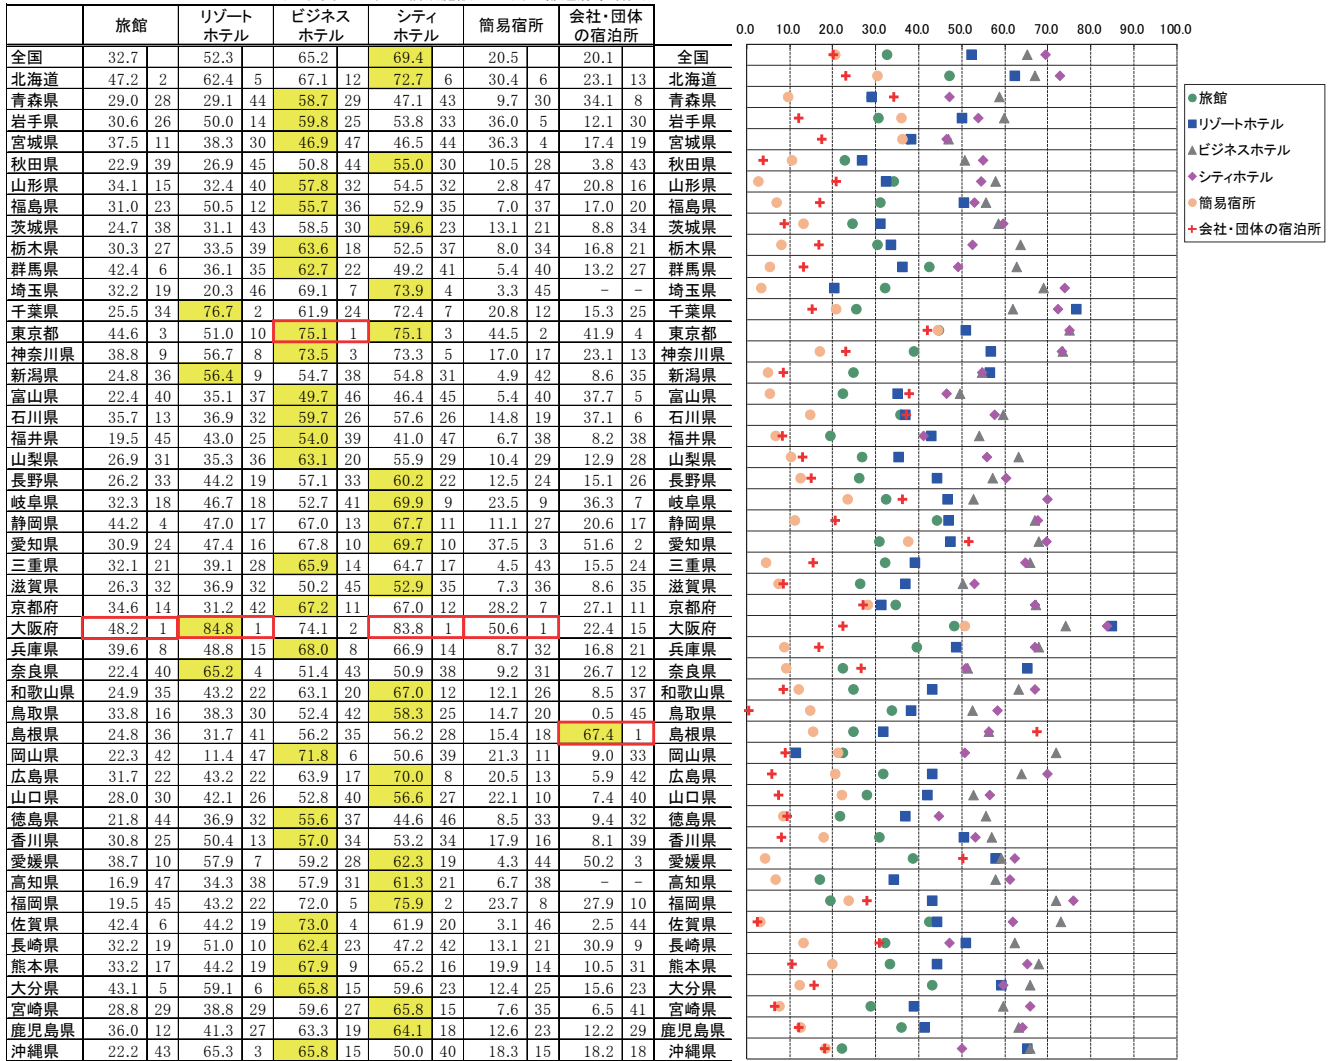 旅館 リゾートホテル ビジネスホテル シティホテル 簡易宿所 会社・団体の宿泊所
0.0 10.0 20.0 30.0 40.0 50.0 60.0 70.0 80.0 90.0 100.0
全国 32.7 52.3 65.2 69.4 20.5 20.1 全国
北海道 47.2 2 62.4 5 67.1 12 72.7 6 30.4 6 23.1 13 北海道
青森県 29.0 28 29.1 44 58.7 29 47.1 43 9.7 30 34.1 8 青森県
岩手県 30.6 26 50.0 14 59.8 25 53.8 33 36.0 5 12.1 30 岩手県
宮城県 37.5 11 38.3 30 46.9 47 46.5 44 36.3 4 17.4 19 宮城県
秋田県 22.9 39 26.9 45 50.8 44 55.0 30 10.5 28 3.8 43 秋田県
山形県 34.1 15 32.4 40 57.8 32 54.5 32 2.8 47 20.8 16 山形県
福島県 31.0 23 50.5 12 55.7 36 52.9 35 7.0 37 17.0 20 福島県
茨城県 24.7 38 31.1 43 58.5 30 59.6 23 13.1 21 8.8 34 茨城県
栃木県 30.3 27 33.5 39 63.6 18 52.5 37 8.0 34 16.8 21 栃木県
群馬県 42.4 6 36.1 35 62.7 22 49.2 41 5.4 40 13.2 27 群馬県
埼玉県 32.2 19 20.3 46 69.1 7 73.9 4 3.3 45 － － 埼玉県
千葉県 25.5 34 76.7 2 61.9 24 72.4 7 20.8 12 15.3 25 千葉県
東京都 44.6 3 51.0 10 75.1 1 75.1 3 44.5 2 41.9 4 東京都
神奈川県 38.8 9 56.7 8 73.5 3 73.3 5 17.0 17 23.1 13 神奈川県
新潟県 24.8 36 56.4 9 54.7 38 54.8 31 4.9 42 8.6 35 新潟県
富山県 22.4 40 35.1 37 49.7 46 46.4 45 5.4 40 37.7 5 富山県
石川県 35.7 13 36.9 32 59.7 26 57.6 26 14.8 19 37.1 6 石川県
福井県 19.5 45 43.0 25 54.0 39 41.0 47 6.7 38 8.2 38 福井県
山梨県 26.9 31 35.3 36 63.1 20 55.9 29 10.4 29 12.9 28 山梨県
長野県 26.2 33 44.2 19 57.1 33 60.2 22 12.5 24 15.1 26 長野県
岐阜県 32.3 18 46.7 18 52.7 41 69.9 9 23.5 9 36.3 7 岐阜県
静岡県 44.2 4 47.0 17 67.0 13 67.7 11 11.1 27 20.6 17 静岡県
愛知県 30.9 24 47.4 16 67.8 10 69.7 10 37.5 3 51.6 2 愛知県
三重県 32.1 21 39.1 28 65.9 14 64.7 17 4.5 43 15.5 24 三重県
滋賀県 26.3 32 36.9 32 50.2 45 52.9 35 7.3 36 8.6 35 滋賀県
京都府 34.6 14 31.2 42 67.2 11 67.0 12 28.2 7 27.1 11 京都府
大阪府 48.2 1 84.8 1 74.1 2 83.8 1 50.6 1 22.4 15 大阪府
兵庫県 39.6 8 48.8 15 68.0 8 66.9 14 8.7 32 16.8 21 兵庫県
奈良県 22.4 40 65.2 4 51.4 43 50.9 38 9.2 31 26.7 12 奈良県
和歌山県 24.9 35 43.2 22 63.1 20 67.0 12 12.1 26 8.5 37 和歌山県
鳥取県 33.8 16 38.3 30 52.4 42 58.3 25 14.7 20 0.5 45 鳥取県
島根県 24.8 36 31.7 41 56.2 35 56.2 28 15.4 18 67.4 1 島根県
岡山県 22.3 42 11.4 47 71.8 6 50.6 39 21.3 11 9.0 33 岡山県
広島県 31.7 22 43.2 22 63.9 17 70.0 8 20.5 13 5.9 42 広島県
山口県 28.0 30 42.1 26 52.8 40 56.6 27 22.1 10 7.4 40 山口県
徳島県 21.8 44 36.9 32 55.6 37 44.6 46 8.5 33 9.4 32 徳島県
香川県 30.8 25 50.4 13 57.0 34 53.2 34 17.9 16 8.1 39 香川県
愛媛県 38.7 10 57.9 7 59.2 28 62.3 19 4.3 44 50.2 3 愛媛県
高知県 16.9 47 34.3 38 57.9 31 61.3 21 6.7 38 － － 高知県
福岡県 19.5 45 43.2 22 72.0 5 75.9 2 23.7 8 27.9 10 福岡県
佐賀県 42.4 6 44.2 19 73.0 4 61.9 20 3.1 46 2.5 44 佐賀県
長崎県 32.2 19 51.0 10 62.4 23 47.2 42 13.1 21 30.9 9 長崎県
熊本県 33.2 17 44.2 19 67.9 9 65.2 16 19.9 14 10.5 31 熊本県
大分県 43.1 5 59.1 6 65.8 15 59.6 23 12.4 25 15.6 23 大分県
宮崎県 28.8 29 38.8 29 59.6 27 65.8 15 7.6 35 6.5 41 宮崎県
鹿児島県 36.0 12 41.3 27 63.3 19 64.1 18 12.6 23 12.2 29 鹿児島県
沖縄県 22.2 43 65.3 3 65.8 15 50.0 40 18.3 15 18.2 18 沖縄県
旅館
リゾートホテル
ビジネスホテル
シティホテル
簡易宿所
会社・団体の宿泊所